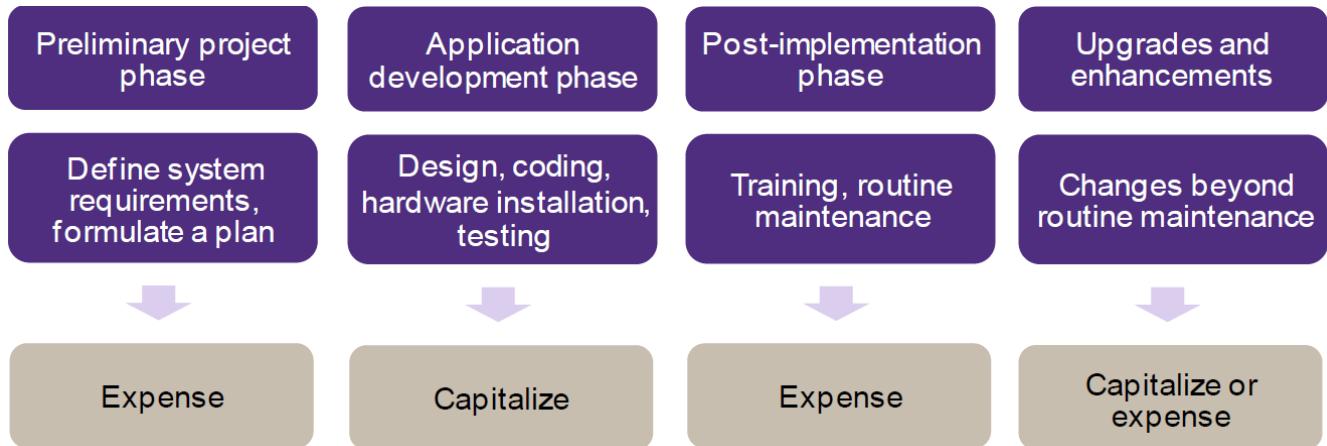 Preliminary project
phase
Application
development phase
Post-implementation
phase
Upgrades and
enhancements
Define system
requirements,
formulate a plan
Design, coding,
hardware installation,
testing
Training, routine
maintenance
Changes beyond
routine maintenance
Expense
Capitalize
Expense
Capitalize or
expense